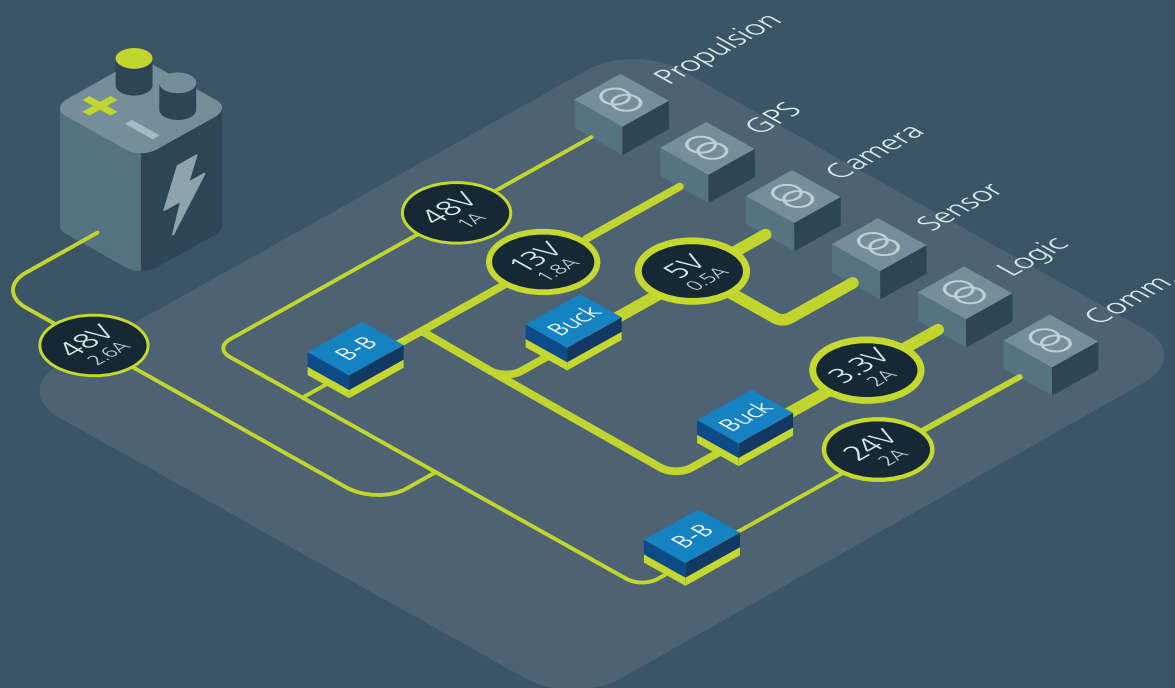 Propulsion
GPS
Camera
Sensor
Logic
Comm.
48V
1A
13V
1.8A
5V
0.5A
Buck
B-B
48V
2.6A
3.3V
2A
Buck
24V
2A
B-B